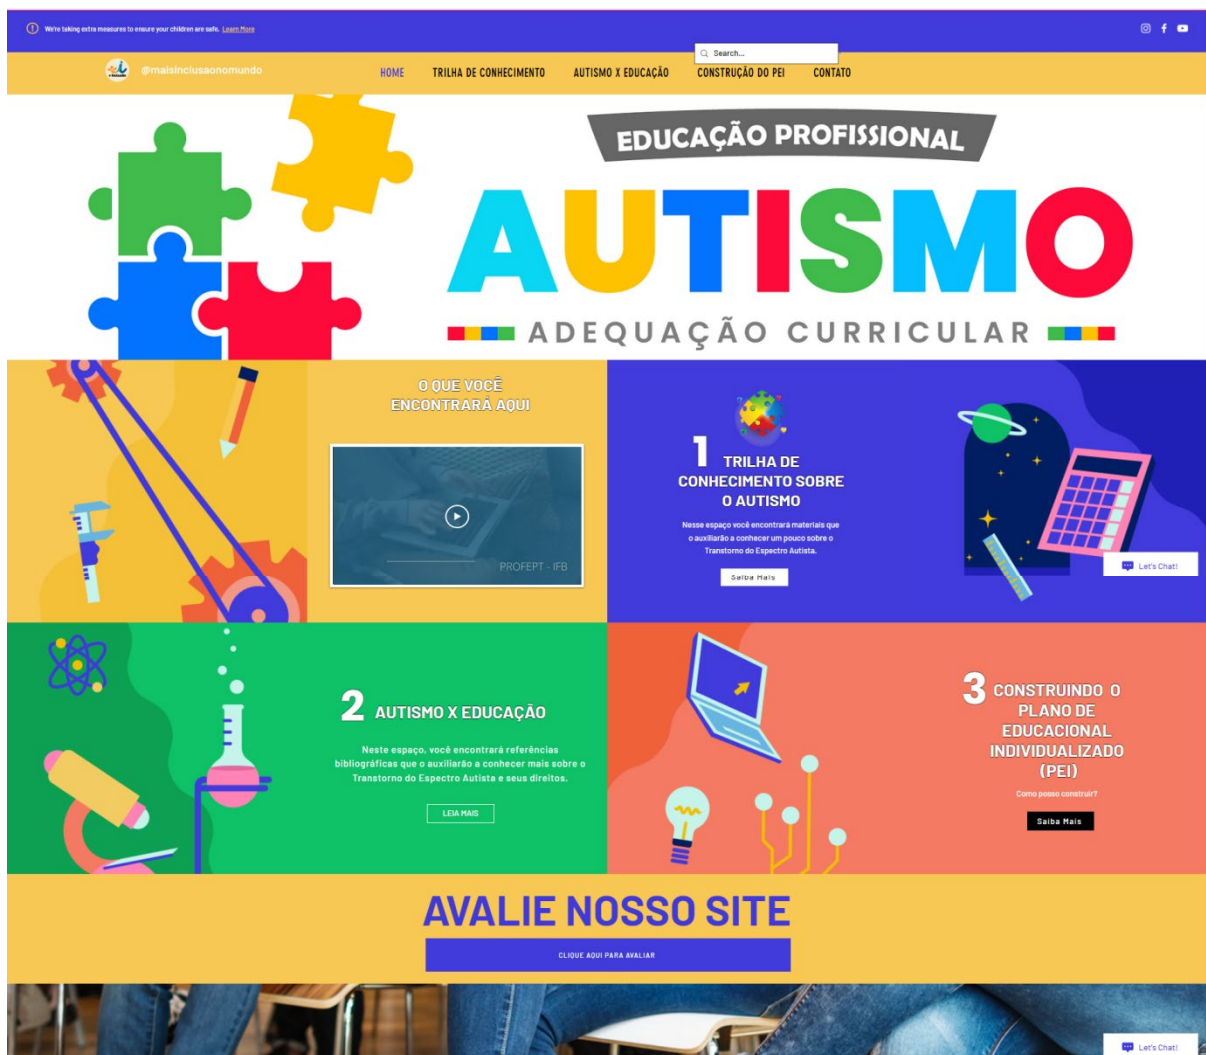 We're taking extra measures to ensure your children are safe. Learn More
Search...
@maisinclusaonomundo
HOME TRILHA DE CONHECIMENTO AUTISMO X EDUCAÇÃO CONSTRUÇÃO DO PEI CONTATO
EDUCAÇÃO PROFISSIONAL
AUTISMO
ADEQUAÇÃO CURRICULAR
O QUE VOCÊ
ENCONTRARÁ AQUI
PROFEPT - IFB
1 TRILHA DE
CONHECIMENTO SOBRE
O AUTISMO
Nesse espaço você encontrará materiais que
o auxiliarão a conhecer um pouco sobre o
Transtorno do Espectro Autista.
Saiba Mais
Let's Chat!
2 AUTISMO X EDUCAÇÃO
Neste espaço, você encontrará referências
bibliográficas que o auxiliarão a conhecer mais sobre o
Transtorno do Espectro Autista e seus direitos.
LEIA MAIS
3 CONSTRUINDO O
PLANO DE
EDUCACIONAL
INDIVIDUALIZADO
(PEI)
Como posso construir?
Saiba Mais
AVALIE NOSSO SITE
CLIQUE AQUI PARA AVALIAR
Let's Chat!